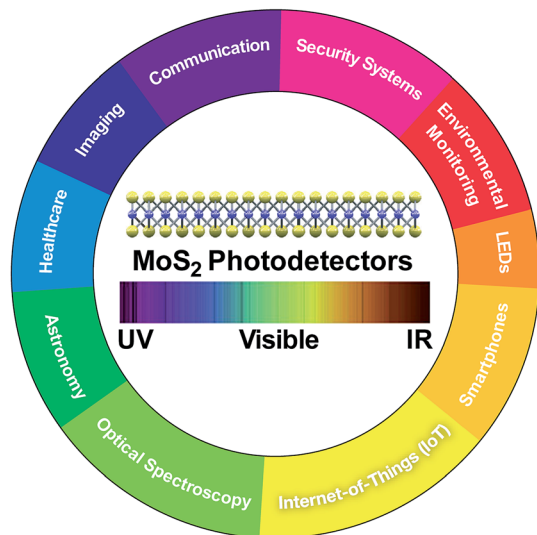 Communication
Security Systems
Environmental
Monitoring
LEDs
Smartphones
Internet-of-Things (IoT)
Optical Spectroscopy
Astronomy
Healthcare
Imaging
MoS₂ Photodetectors
UV Visible IR